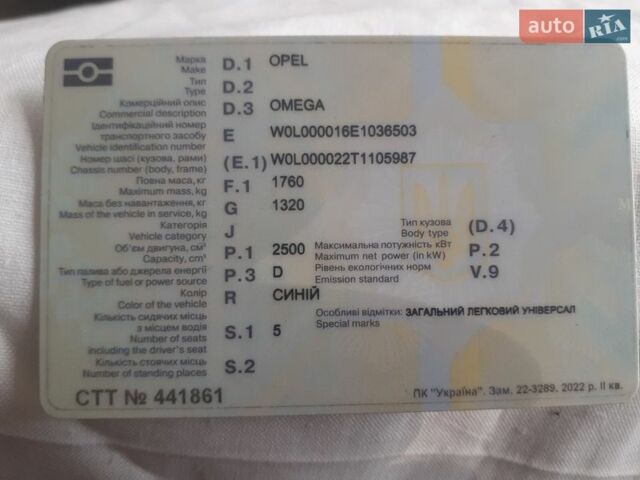 auto RIA.com
Марка D.1 OPEL
Make
Тип D.2
Type
Комерційний опис D.3 OMEGA
Commercial description
Ідентифікаційний номер
транспортного засобу E W0L000016E1036503
Vehicle identification number
Номер шасі (кузова, рами) (E.1) W0L000022T1105987
Chassis number (body, frame)
Повна маса, кг F.1 1760
Maximum mass, kg
Маса без навантаження, кг G 1320
Mass of the vehicle in service, kg
Категорія J Тип кузова (D.4)
Vehicle category Body type
Об'єм двигуна, см³ P.1 2500 Максимальна потужність кВт P.2
Capacity, cm³ Maximum net power (in kW)
Тип палива або джерела енергії P.3 D Рівень екологічних норм V.9
Type of fuel or power source Emission standard
Колір R СИНІЙ
Color of the vehicle
Кількість сидячих місць Особливі відмітки: ЗАГАЛЬНИЙ ЛЕГКОВИЙ УНІВЕРСАЛ
з місцем водія S.1 5 Special marks
Number of seats
including the driver's seat
Кількість стоячих місць S.2
Number of standing places
СТТ № 441861 ПК "Україна". Зам. 22-3289. 2022 р. II кв.